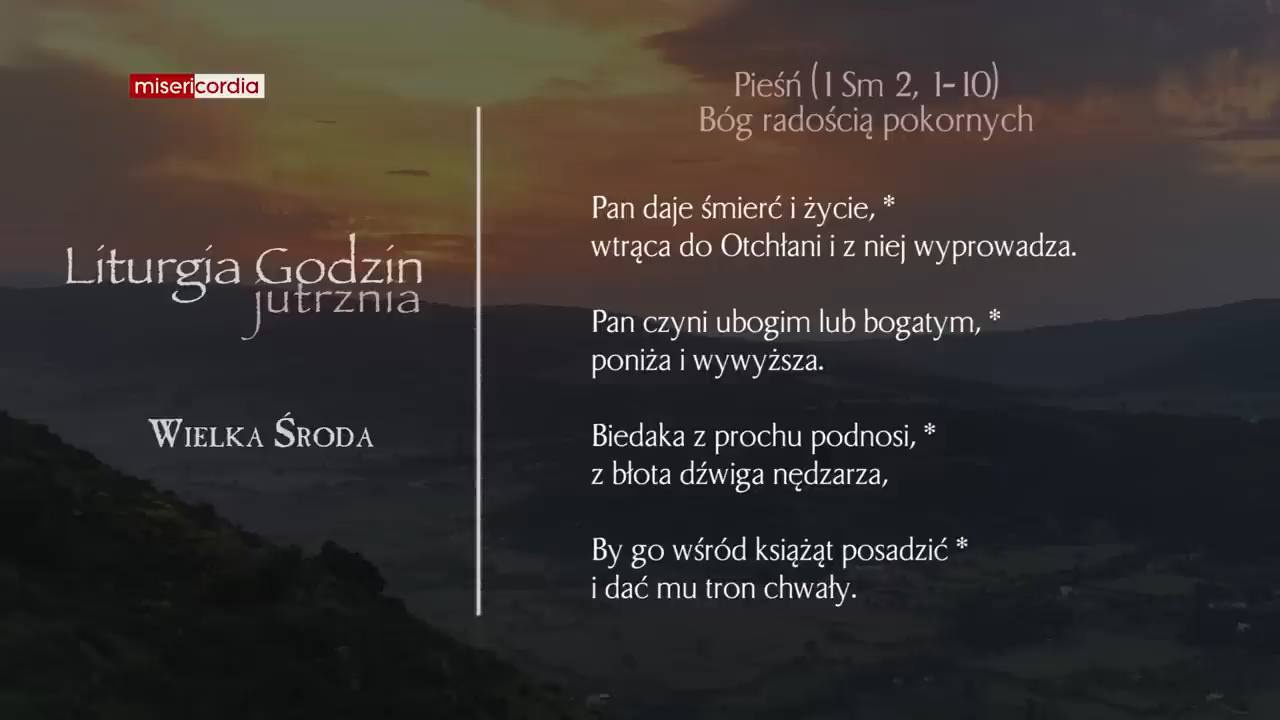 misericordia
Liturgia Godzin
jutrznia
Wielka Środa
Pieśń (1 Sm 2, 1-10)
Bóg radością pokornych
Pan daje śmierć i życie, *
wtrąca do Otchłani i z niej wyprowadza.
Pan czyni ubogim lub bogatym, *
poniża i wywyższa.
Biedaka z prochu podnosi, *
z błota dźwiga nędzarza,
By go wśród książąt posadzić *
i dać mu tron chwały.